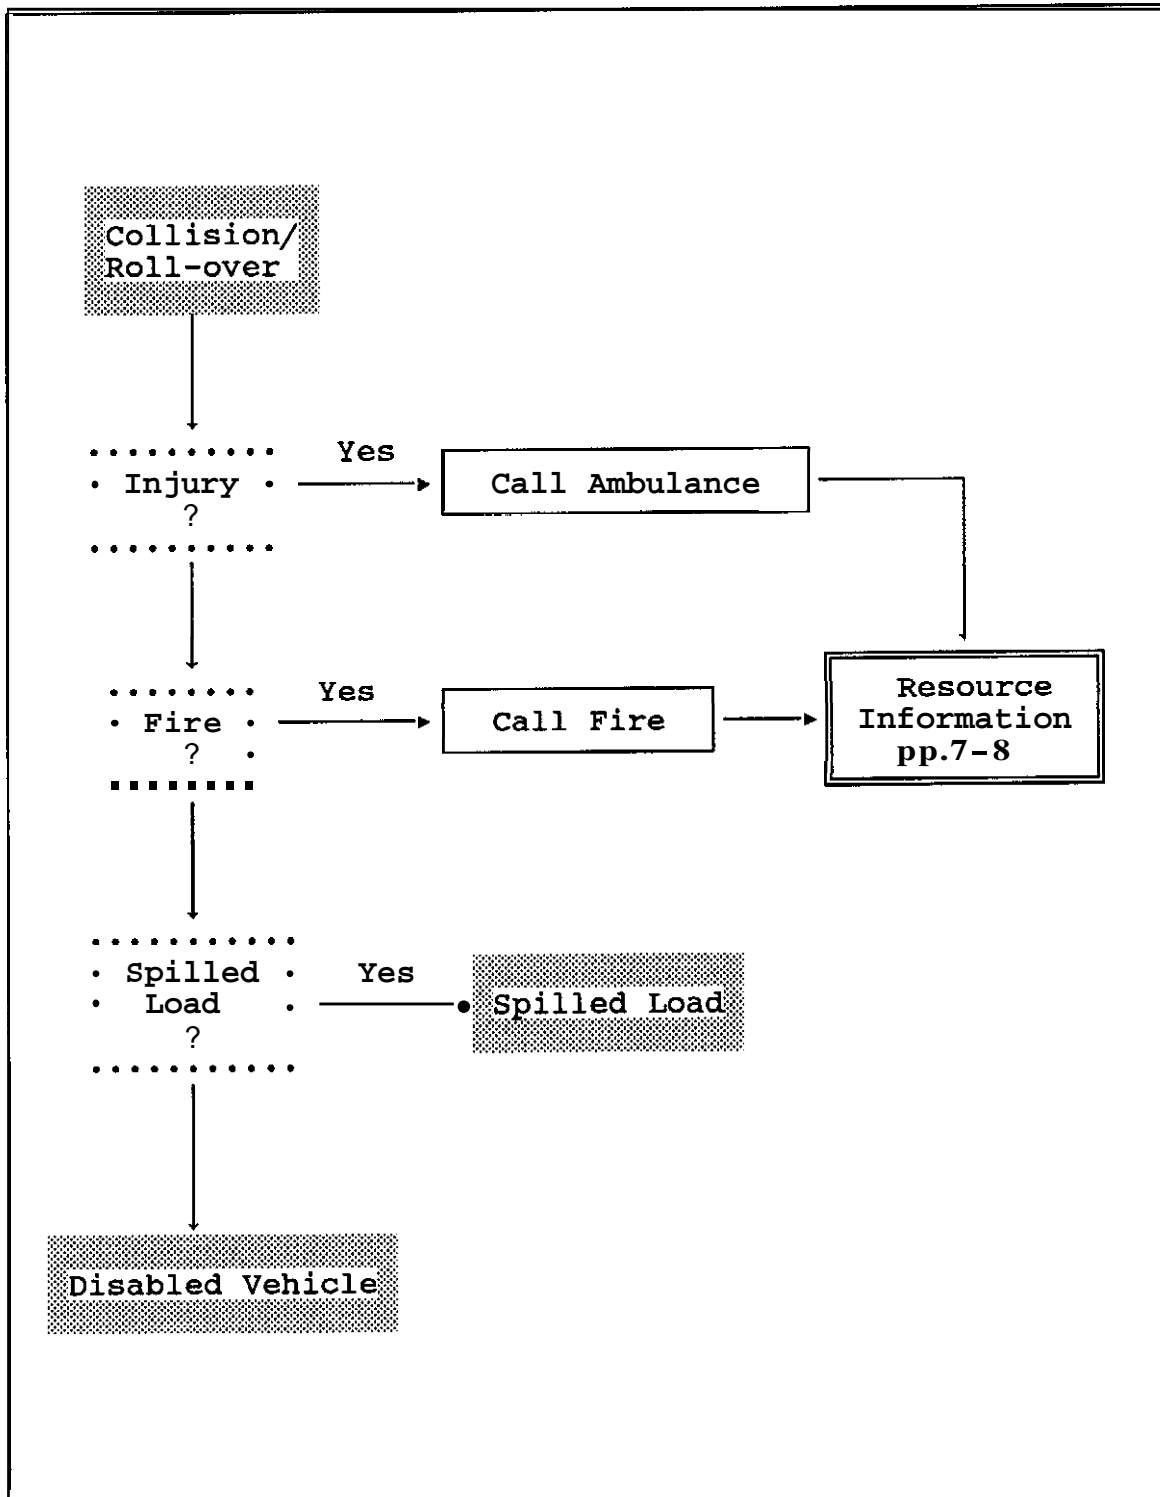 Collision/
Roll-over
Yes
Injury
?
Call Ambulance
Yes
Fire
?
Call Fire
Resource
Information
pp.7-8
Spilled
Load
?
Yes
Spilled Load
Disabled Vehicle